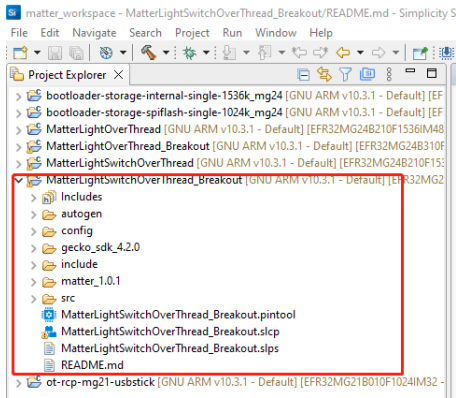 matter_workspace - MatterLightSwitchOverThread_Breakout/README.md - Simplicity S
File Edit Navigate Search Project Run Window Help
Project Explorer
bootloader-storage-internal-single-1536k_mg24 [GNU ARM v10.3.1 - Default] [EF
bootloader-storage-spiflash-single-1024k_mg24 [GNU ARM v10.3.1 - Default] [EF
MatterLightOverThread [GNU ARM v10.3.1 - Default] [EFR32MG24B210F1536IM48
MatterLightOverThread_Breakout [GNU ARM v10.3.1 - Default] [EFR32MG24B310F
MatterLightSwitchOverThread [GNU ARM v10.3.1 - Default] [EFR32MG24B210F153
MatterLightSwitchOverThread_Breakout [GNU ARM v10.3.1 - Default] [EFR32MG2
Includes
autogen
config
gecko_sdk_4.2.0
include
matter_1.0.1
src
MatterLightSwitchOverThread_Breakout.pintool
MatterLightSwitchOverThread_Breakout.slcp
MatterLightSwitchOverThread_Breakout.slps
README.md
ot-rcp-mg21-usbstick [GNU ARM v10.3.1 - Default] [EFR32MG21B010F1024IM32 -